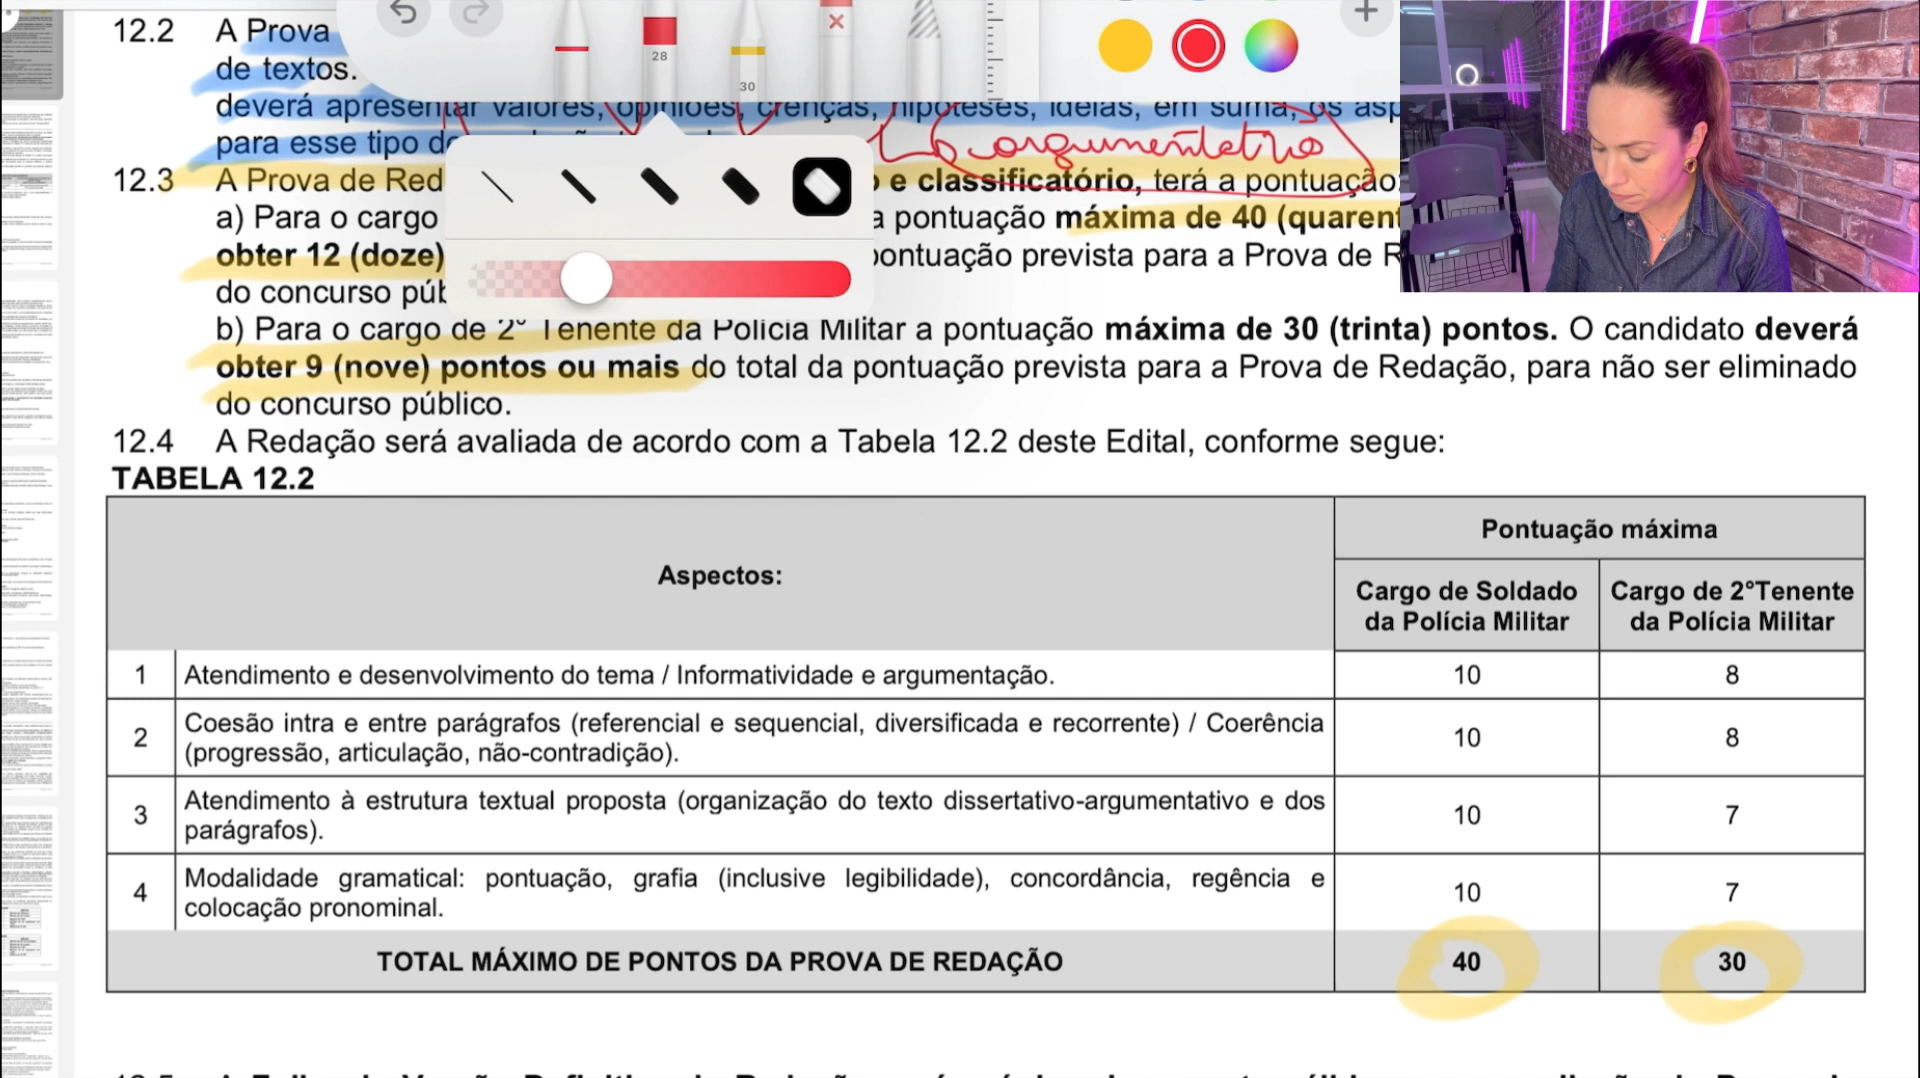 12.2 A Prova
de textos.
deverá apresentar valores, opiniões, crenças, hipóteses, ideias, em suma, os asp
para esse tipo de
argumentativo
12.3 A Prova de Red e classificatório, terá a pontuação:
a) Para o cargo a pontuação máxima de 40 (quarent
obter 12 (doze) pontuação prevista para a Prova de R
do concurso púb
b) Para o cargo de 2° Tenente da Polícia Militar a pontuação máxima de 30 (trinta) pontos. O candidato deverá
obter 9 (nove) pontos ou mais do total da pontuação prevista para a Prova de Redação, para não ser eliminado
do concurso público.
12.4 A Redação será avaliada de acordo com a Tabela 12.2 deste Edital, conforme segue:
TABELA 12.2
Aspectos:
Pontuação máxima
Cargo de Soldado
da Polícia Militar
Cargo de 2°Tenente
da Polícia Militar
1 Atendimento e desenvolvimento do tema / Informatividade e argumentação. 10 8
2 Coesão intra e entre parágrafos (referencial e sequencial, diversificada e recorrente) / Coerência
(progressão, articulação, não-contradição). 10 8
3 Atendimento à estrutura textual proposta (organização do texto dissertativo-argumentativo e dos
parágrafos). 10 7
4 Modalidade gramatical: pontuação, grafia (inclusive legibilidade), concordância, regência e
colocação pronominal. 10 7
TOTAL MÁXIMO DE PONTOS DA PROVA DE REDAÇÃO 40 30
28
30